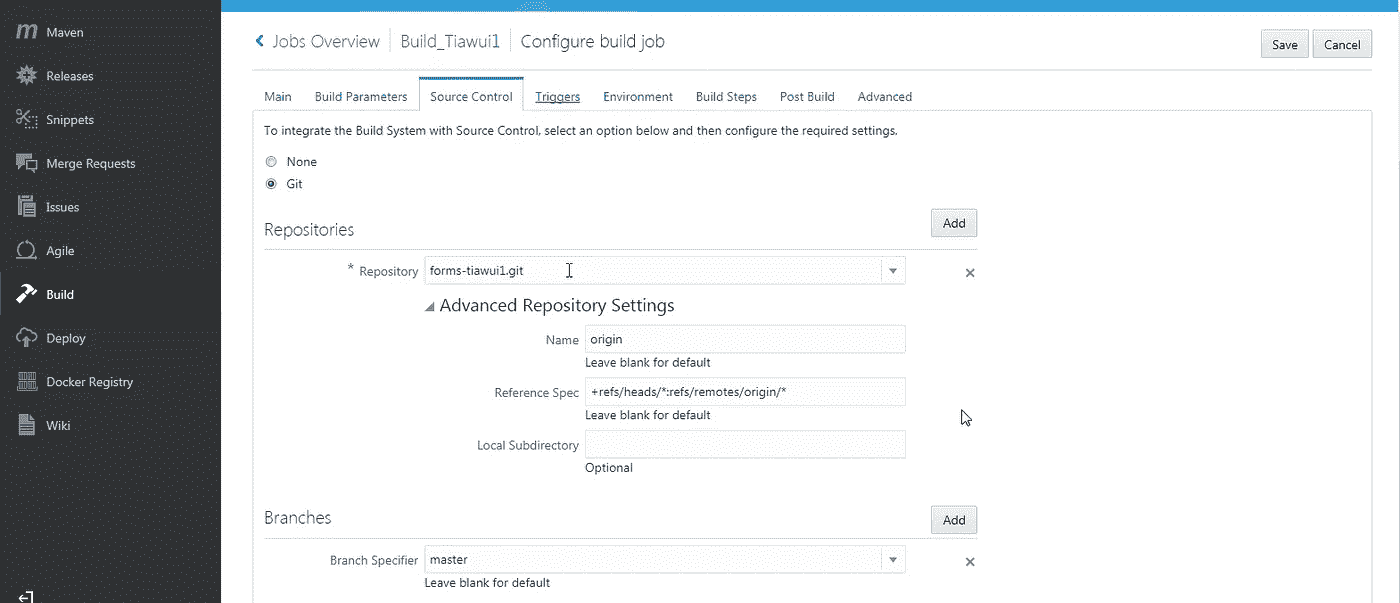 Maven
Releases
Snippets
Merge Requests
Issues
Agile
Build
Deploy
Docker Registry
Wiki
Jobs Overview Build_Tiawui1 Configure build job
Save Cancel
Main Build Parameters Source Control Triggers Environment Build Steps Post Build Advanced
To integrate the Build System with Source Control, select an option below and then configure the required settings.
None
Git
Repositories Add
* Repository forms-tiawui1.git
Advanced Repository Settings
Name origin
Leave blank for default
Reference Spec +refs/heads/*:refs/remotes/origin/*
Leave blank for default
Local Subdirectory
Optional
Branches Add
Branch Specifier master
Leave blank for default